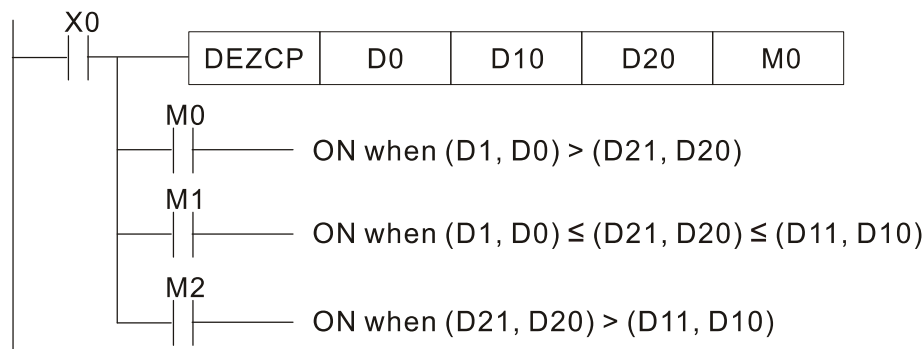 X0
DEZCP D0 D10 D20 M0
M0
ON when (D1, D0) > (D21, D20)
M1
ON when (D1, D0) ≤ (D21, D20) ≤ (D11, D10)
M2
ON when (D21, D20) > (D11, D10)